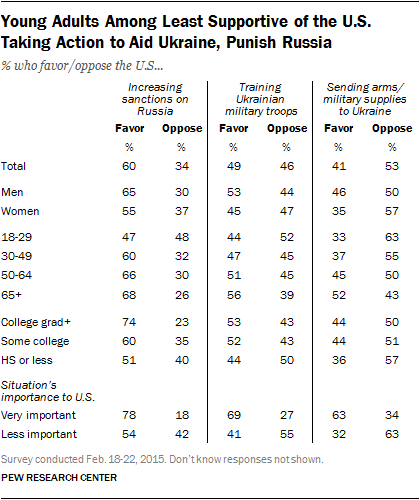 Young Adults Among Least Supportive of the U.S.
Taking Action to Aid Ukraine, Punish Russia
% who favor/oppose the U.S...
Increasing sanctions on Russia Training Ukrainian military troops Sending arms/ military supplies to Ukraine
Favor Oppose Favor Oppose Favor Oppose
% % % % % %
Total 60 34 49 46 41 53
Men 65 30 53 44 46 50
Women 55 37 45 47 35 57
18-29 47 48 44 52 33 63
30-49 60 32 47 45 37 55
50-64 66 30 51 45 45 50
65+ 68 26 56 39 52 43
College grad+ 74 23 53 43 44 50
Some college 60 35 52 43 44 51
HS or less 51 40 44 50 36 57
Situation's
importance to U.S.
Very important 78 18 69 27 63 34
Less important 54 42 41 55 32 63
Survey conducted Feb. 18-22, 2015. Don't know responses not shown.
PEW RESEARCH CENTER